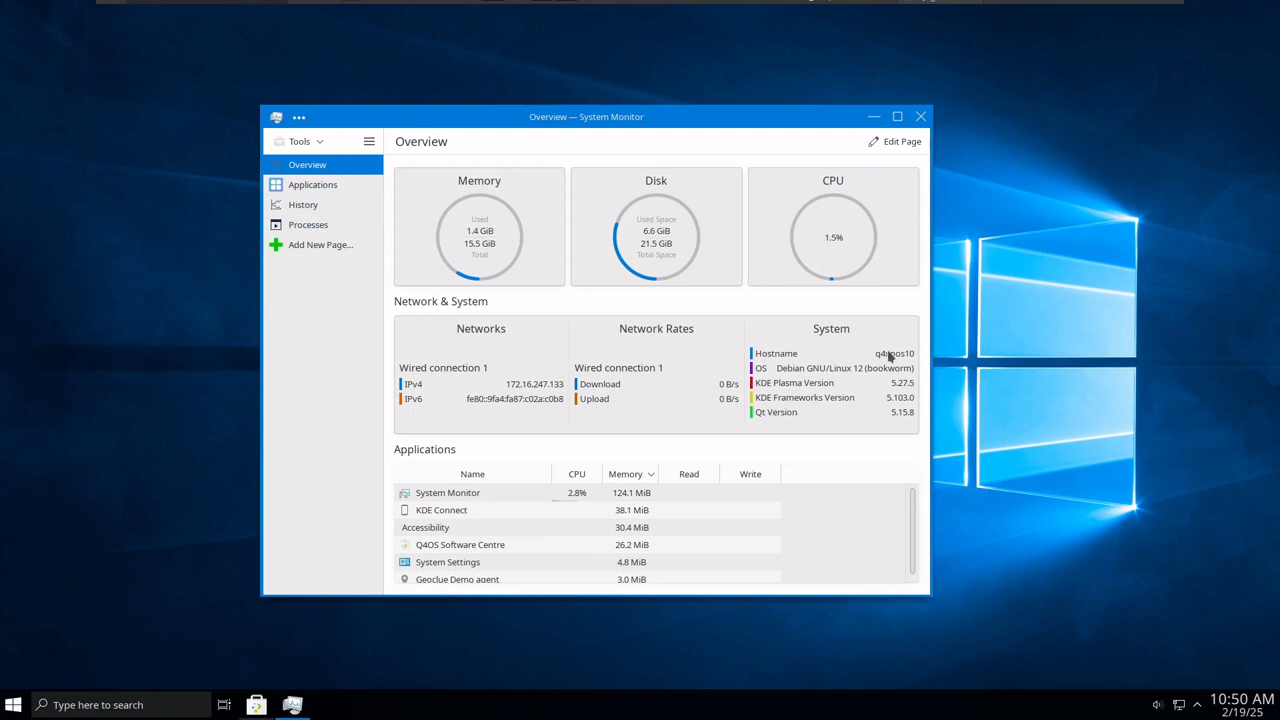 Overview — System Monitor
Tools
Overview
Edit Page
Overview
Applications
History
Processes
Add New Page...
Memory
Used
1.4 GiB
15.5 GiB
Total
Disk
Used Space
6.6 GiB
21.5 GiB
Total Space
CPU
1.5%
Network & System
Networks
Wired connection 1
IPv4 172.16.247.133
IPv6 fe80::9fa4:fa87:c02a:c0b8
Network Rates
Wired connection 1
Download 0 B/s
Upload 0 B/s
System
Hostname
OS Debian GNU/Linux 12 (bookworm)
KDE Plasma Version 5.27.5
KDE Frameworks Version 5.103.0
Qt Version 5.15.8
Applications
Name CPU Memory Read Write
System Monitor 2.8% 124.1 MiB
KDE Connect 38.1 MiB
Accessibility 30.4 MiB
Q4OS Software Centre 26.2 MiB
System Settings 4.8 MiB
Geoclue Demo agent 3.0 MiB
Type here to search
10:50 AM
2/19/25